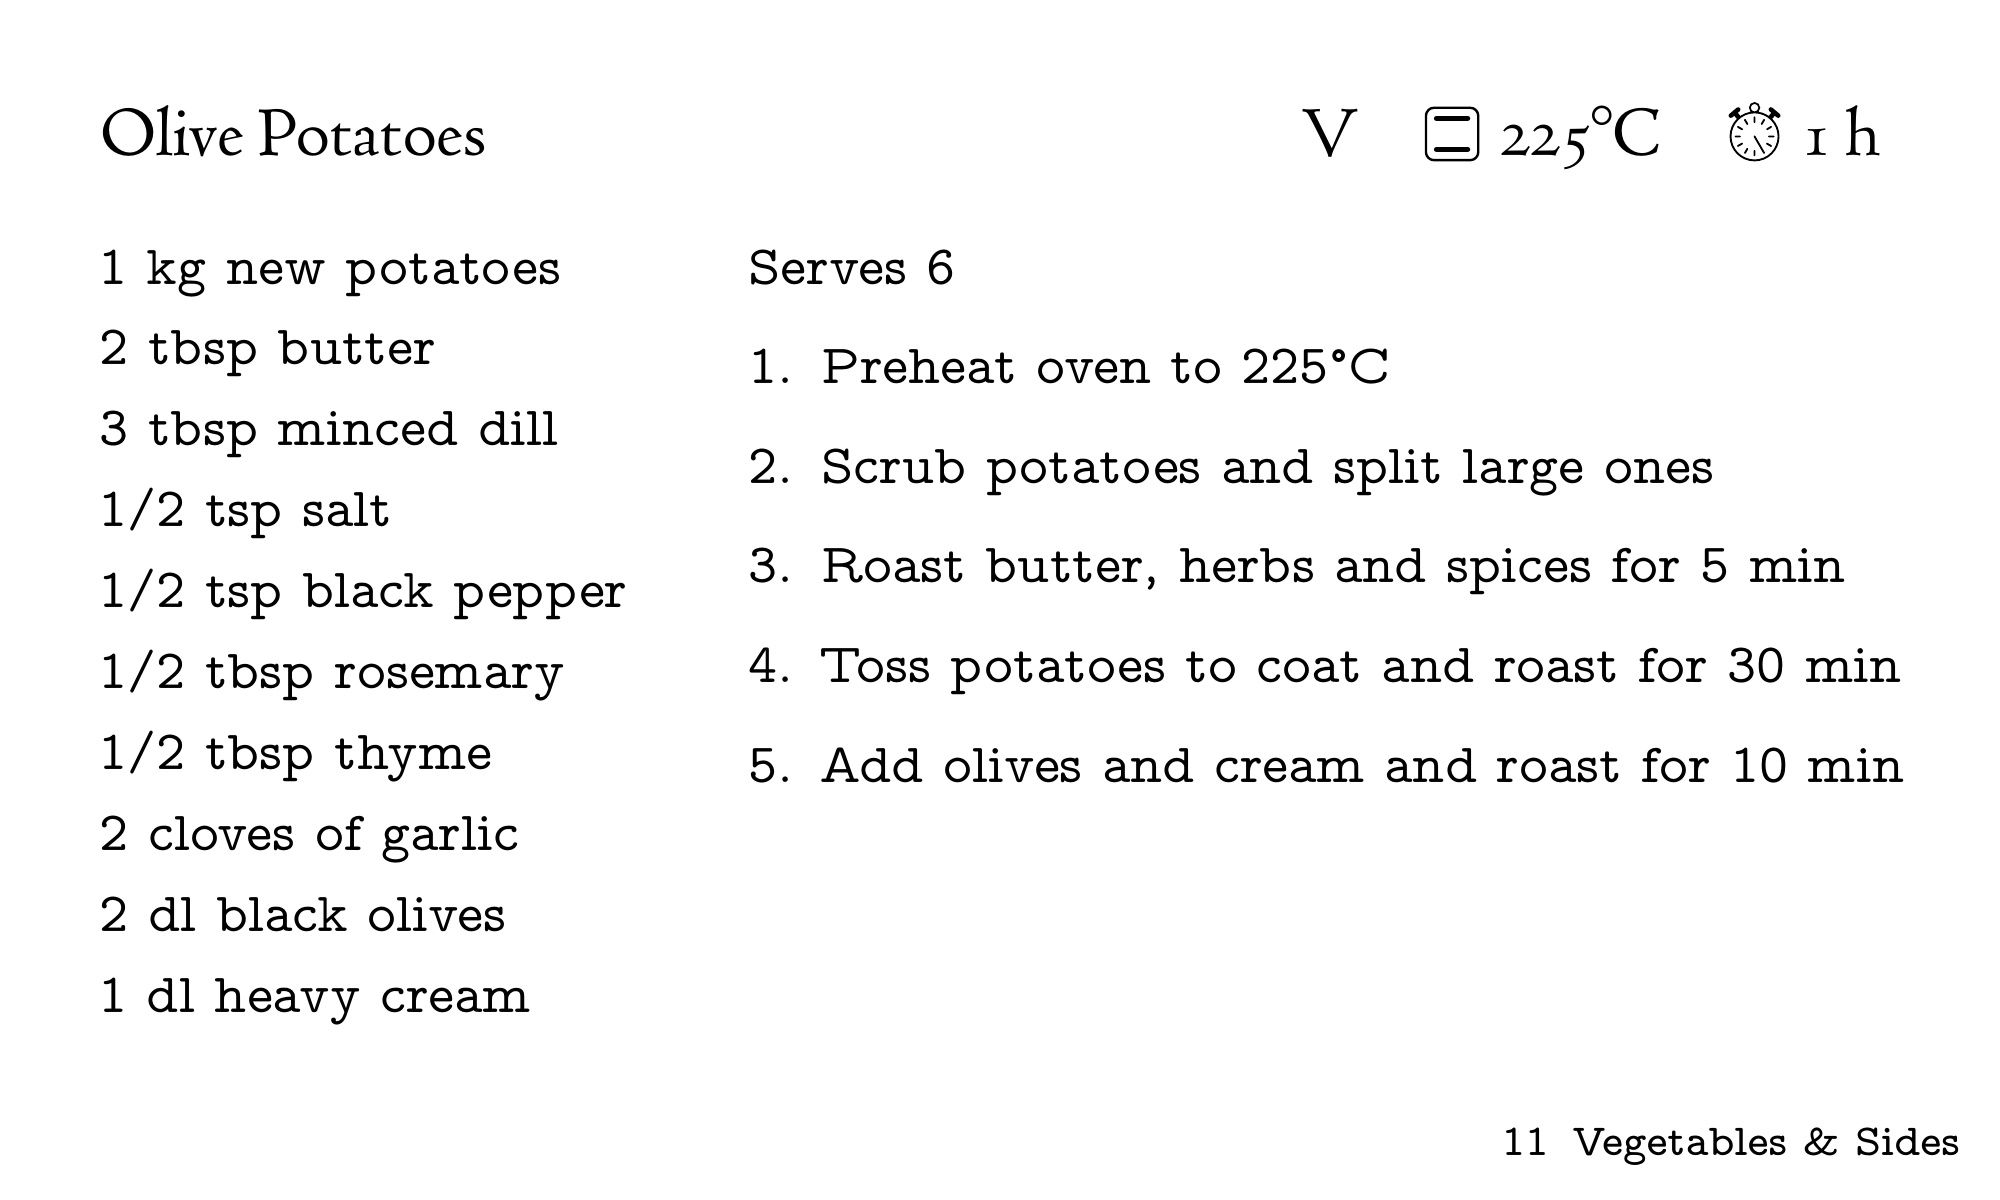 Olive Potatoes
V 225°C 1 h
1 kg new potatoes
2 tbsp butter
3 tbsp minced dill
1/2 tsp salt
1/2 tsp black pepper
1/2 tbsp rosemary
1/2 tbsp thyme
2 cloves of garlic
2 dl black olives
1 dl heavy cream
Serves 6
1. Preheat oven to 225°C
2. Scrub potatoes and split large ones
3. Roast butter, herbs and spices for 5 min
4. Toss potatoes to coat and roast for 30 min
5. Add olives and cream and roast for 10 min
11 Vegetables & Sides